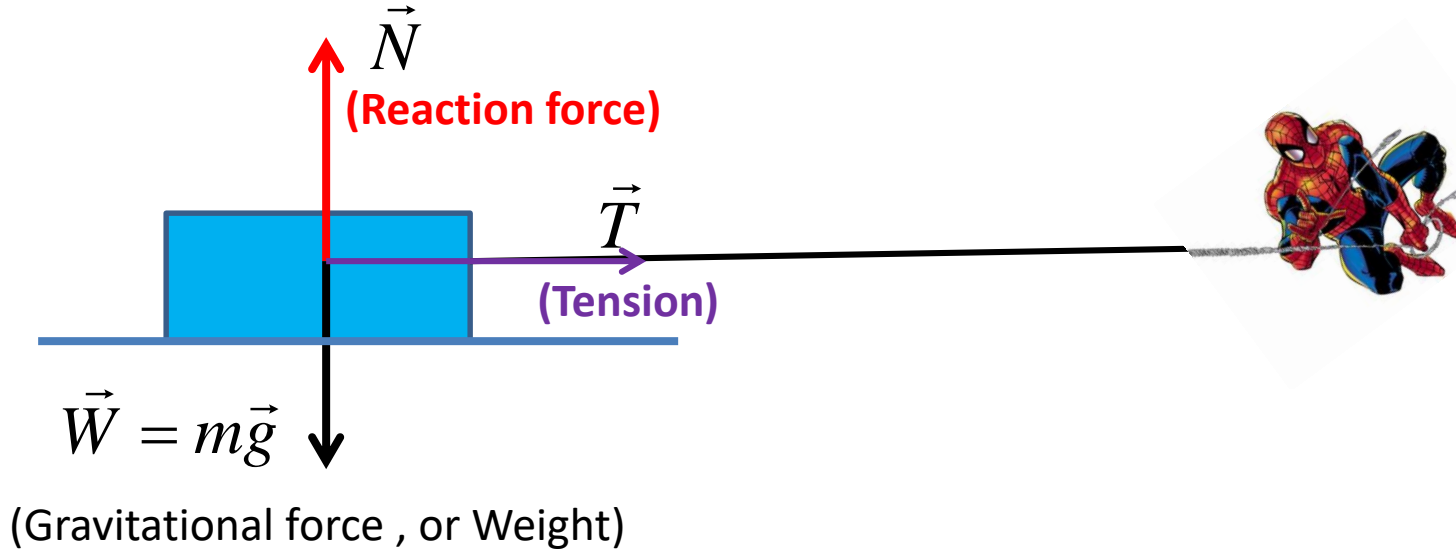 N⃗
(Reaction force)
T⃗
(Tension)
W⃗ = mg⃗
(Gravitational force , or Weight)